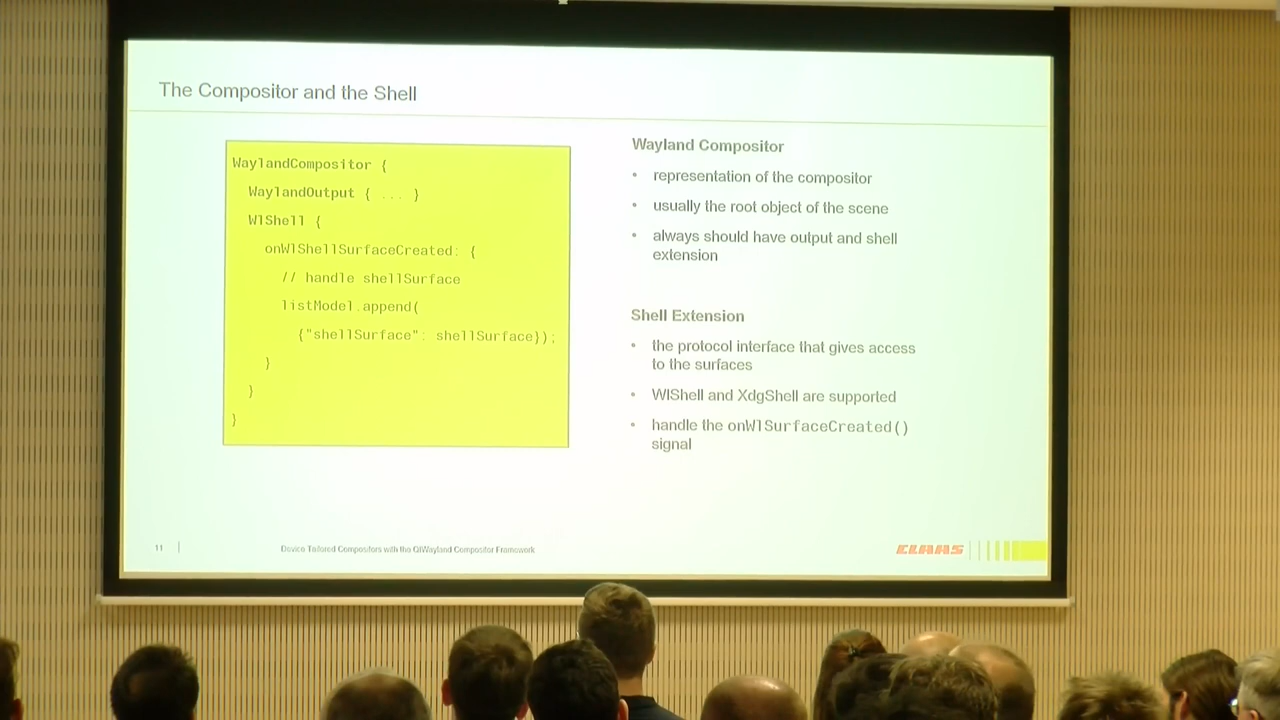 The Compositor and the Shell
WaylandCompositor {
WaylandOutput { ... }
WlShell {
onWlShellSurfaceCreated: {
// handle shellSurface
listModel.append(
{"shellSurface": shellSurface});
}
}
}
Wayland Compositor
• representation of the compositor
• usually the root object of the scene
• always should have output and shell
extension
Shell Extension
• the protocol interface that gives access
to the surfaces
• WlShell and XdgShell are supported
• handle the onWlSurfaceCreated()
signal
11
Device Tailored Compositors with the QtWayland Compositor Framework
CLAAS